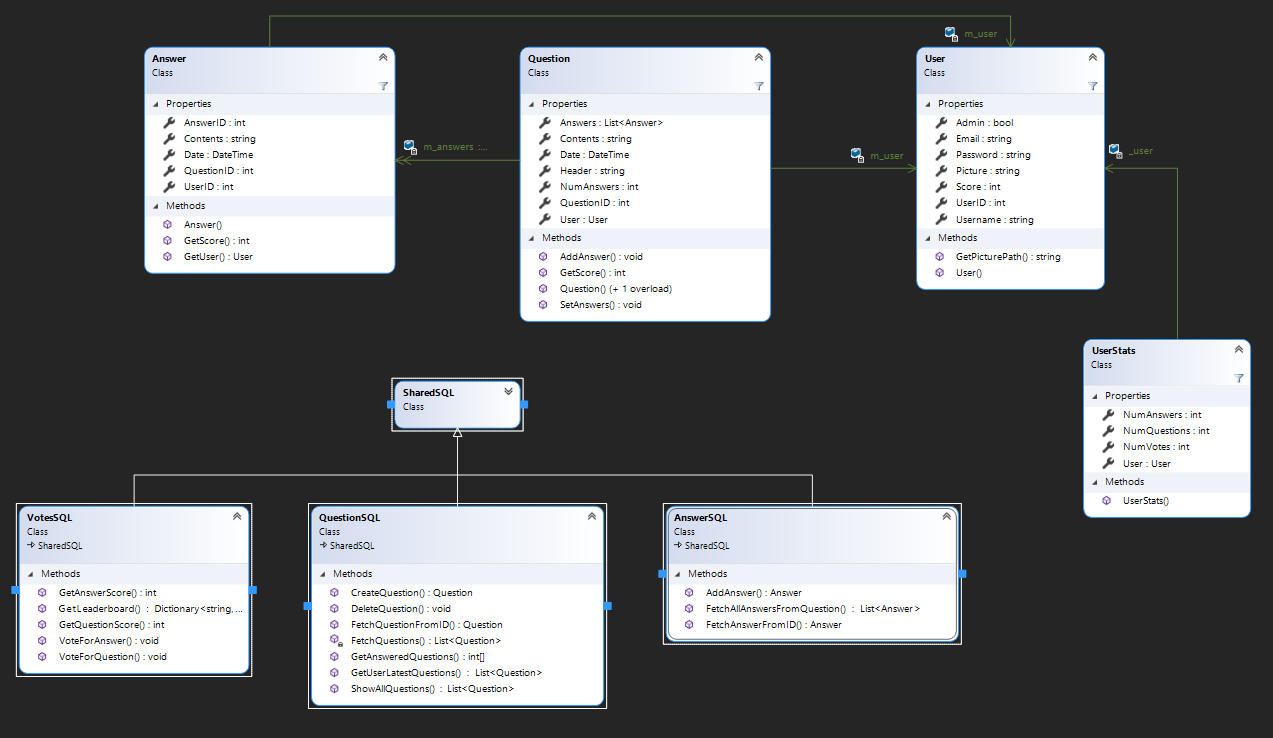 m_user
Answer
Class
Properties
AnswerID : int
Contents : string
Date : DateTime
QuestionID : int
UserID : int
Methods
Answer()
GetScore() : int
GetUser() : User
m_answers :...
Question
Class
Properties
Answers : List<Answer>
Contents : string
Date : DateTime
Header : string
NumAnswers : int
QuestionID : int
User : User
Methods
AddAnswer() : void
GetScore() : int
Question() (+ 1 overload)
SetAnswers() : void
m_user
User
Class
Properties
Admin : bool
Email : string
Password : string
Picture : string
Score : int
UserID : int
Username : string
Methods
GetPicturePath() : string
User()
_user
UserStats
Class
Properties
NumAnswers : int
NumQuestions : int
NumVotes : int
User : User
Methods
UserStats()
SharedSQL
Class
VotesSQL
Class
SharedSQL
Methods
GetAnswerScore() : int
GetLeaderboard() : Dictionary<string, ...
GetQuestionScore() : int
VoteForAnswer() : void
VoteForQuestion() : void
QuestionSQL
Class
SharedSQL
Methods
CreateQuestion() : Question
DeleteQuestion() : void
FetchQuestionFromID() : Question
FetchQuestions() : List<Question>
GetAnsweredQuestions() : int[]
GetUserLatestQuestions() : List<Question>
ShowAllQuestions() : List<Question>
AnswerSQL
Class
SharedSQL
Methods
AddAnswer() : Answer
FetchAllAnswersFromQuestion() : List<Answer>
FetchAnswerFromID() : Answer